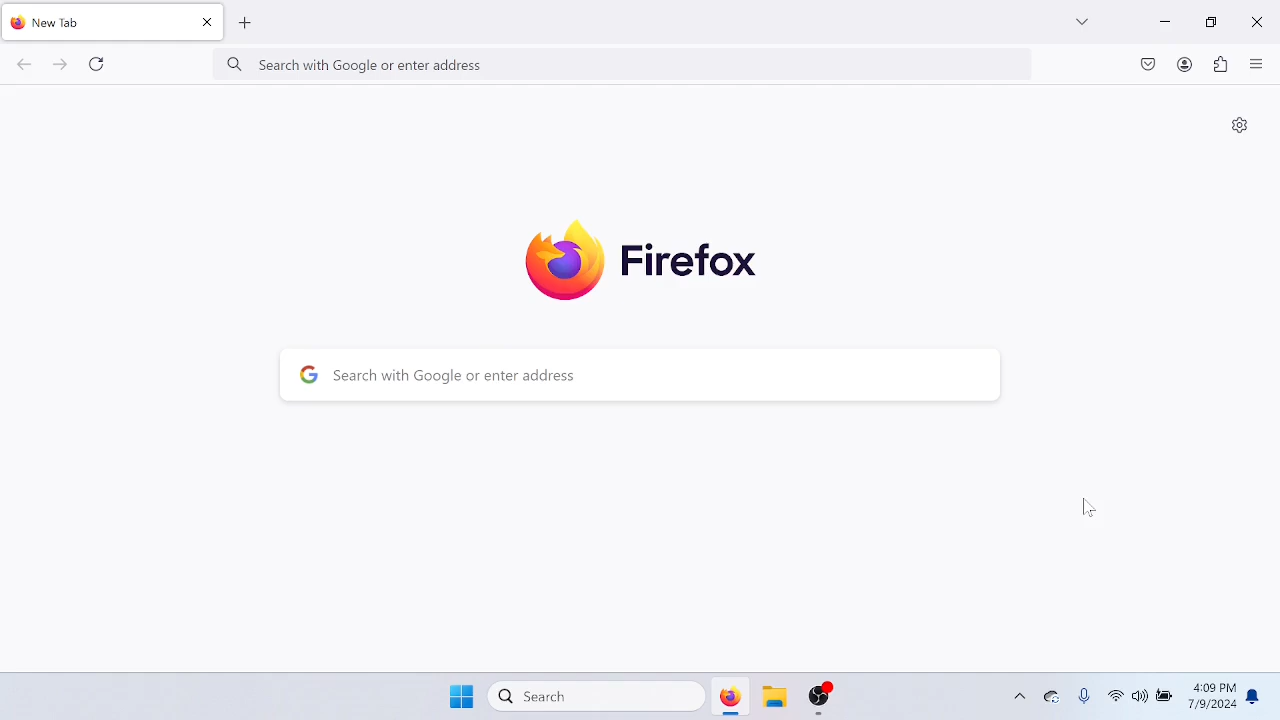 New Tab
Search with Google or enter address
Firefox
Search with Google or enter address
Search
4:09 PM
7/9/2024